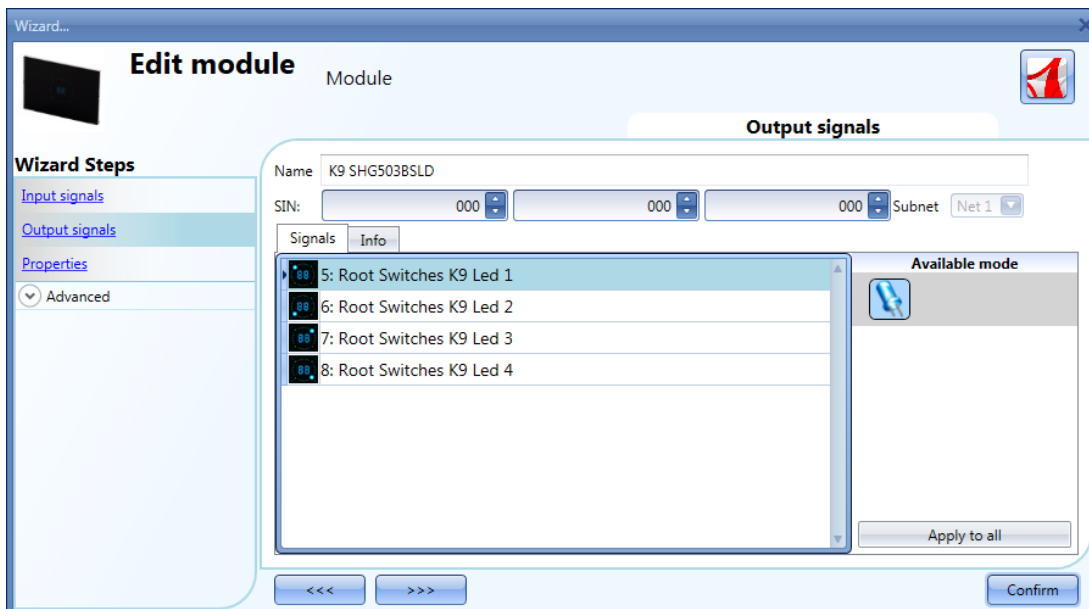 Wizard...
Edit module
Module
Output signals
Wizard Steps
Input signals
Output signals
Properties
Advanced
Name K9 SHG503BSLD
SIN: 000 000 000 Subnet Net 1
Signals Info
5: Root Switches K9 Led 1
6: Root Switches K9 Led 2
7: Root Switches K9 Led 3
8: Root Switches K9 Led 4
Available mode
Apply to all
<<< >>>
Confirm